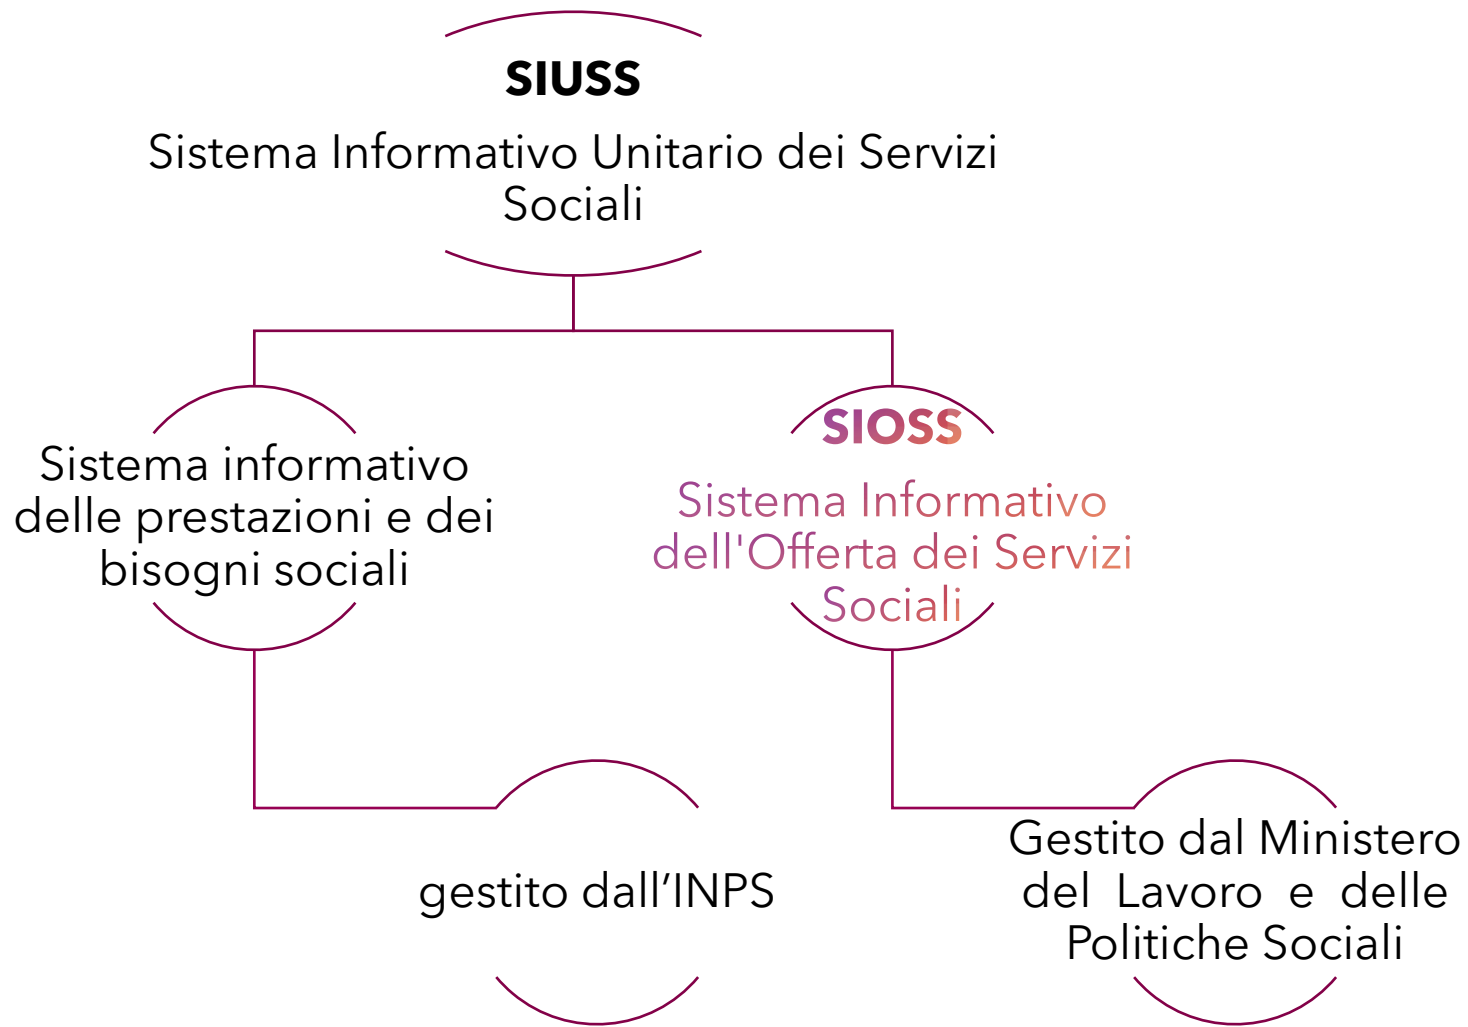 SIUSS
Sistema Informativo Unitario dei Servizi
Sociali
Sistema informativo
delle prestazioni e dei
bisogni sociali
SIOSS
Sistema Informativo
dell'Offerta dei Servizi
Sociali
gestito dall’INPS
Gestito dal Ministero
del Lavoro e delle
Politiche Sociali